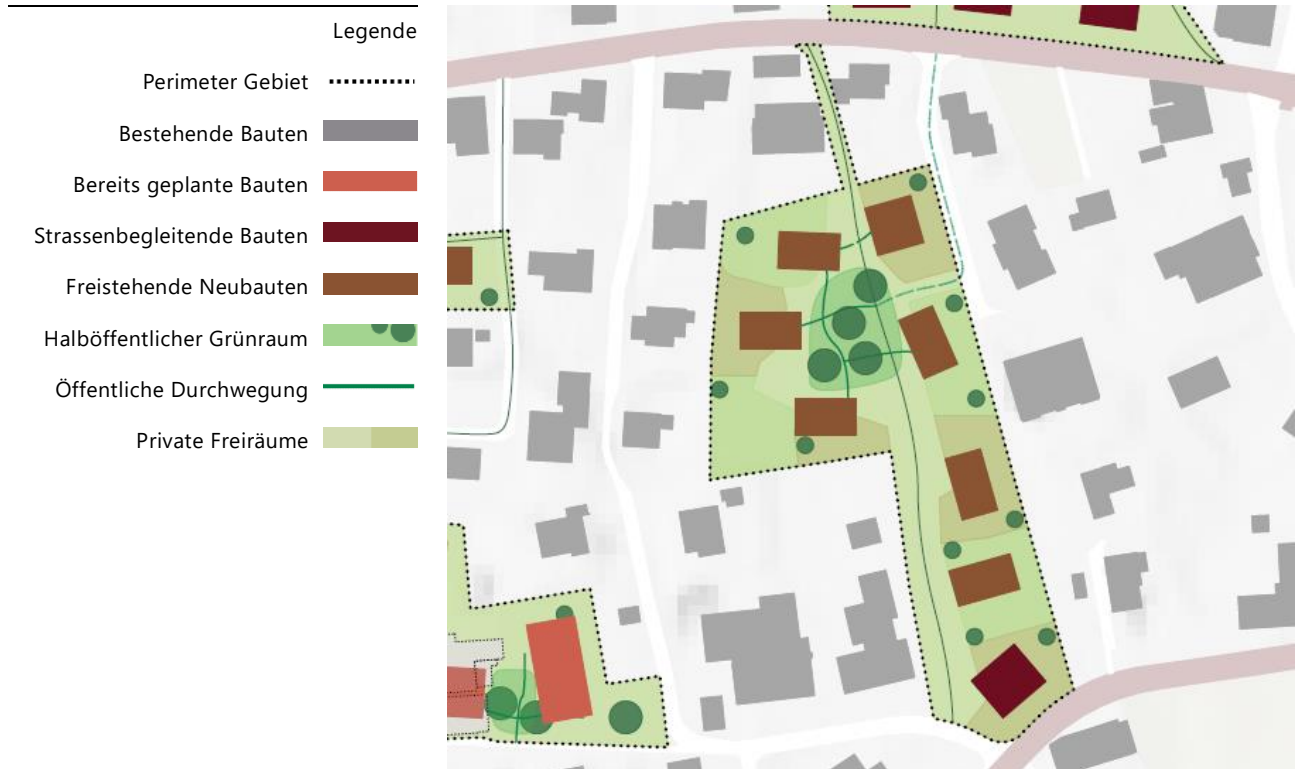 Legende
Perimeter Gebiet
Bestehende Bauten
Bereits geplante Bauten
Strassenbegleitende Bauten
Freistehende Neubauten
Halböffentlicher Grünraum
Öffentliche Durchwegung
Private Freiräume